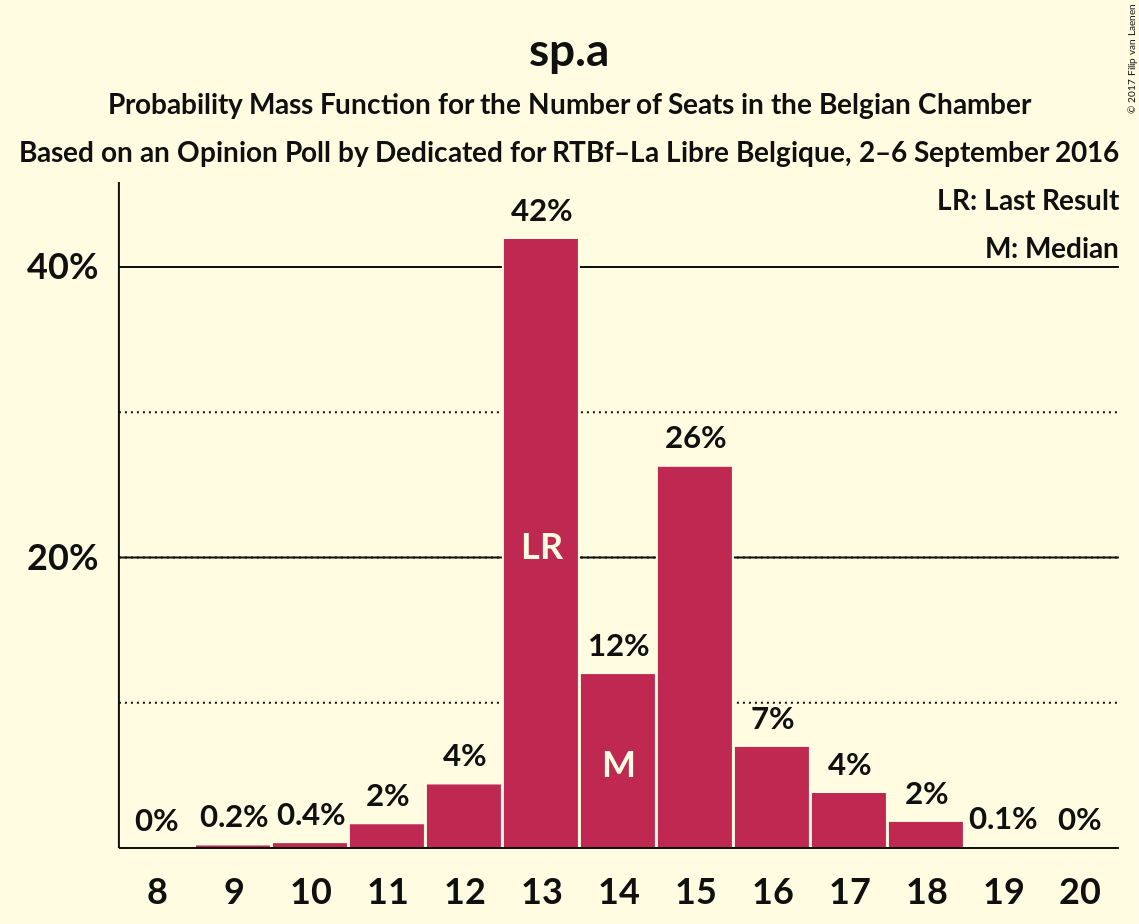 sp.a
Probability Mass Function for the Number of Seats in the Belgian Chamber
Based on an Opinion Poll by Dedicated for RTBf–La Libre Belgique, 2–6 September 2016
© 2017 Filip van Laenen
LR: Last Result
M: Median
40%
20%
0%
0.2%
0.4%
2%
4%
42%
12%
26%
7%
4%
2%
0.1%
0%
LR
M
8 9 10 11 12 13 14 15 16 17 18 19 20